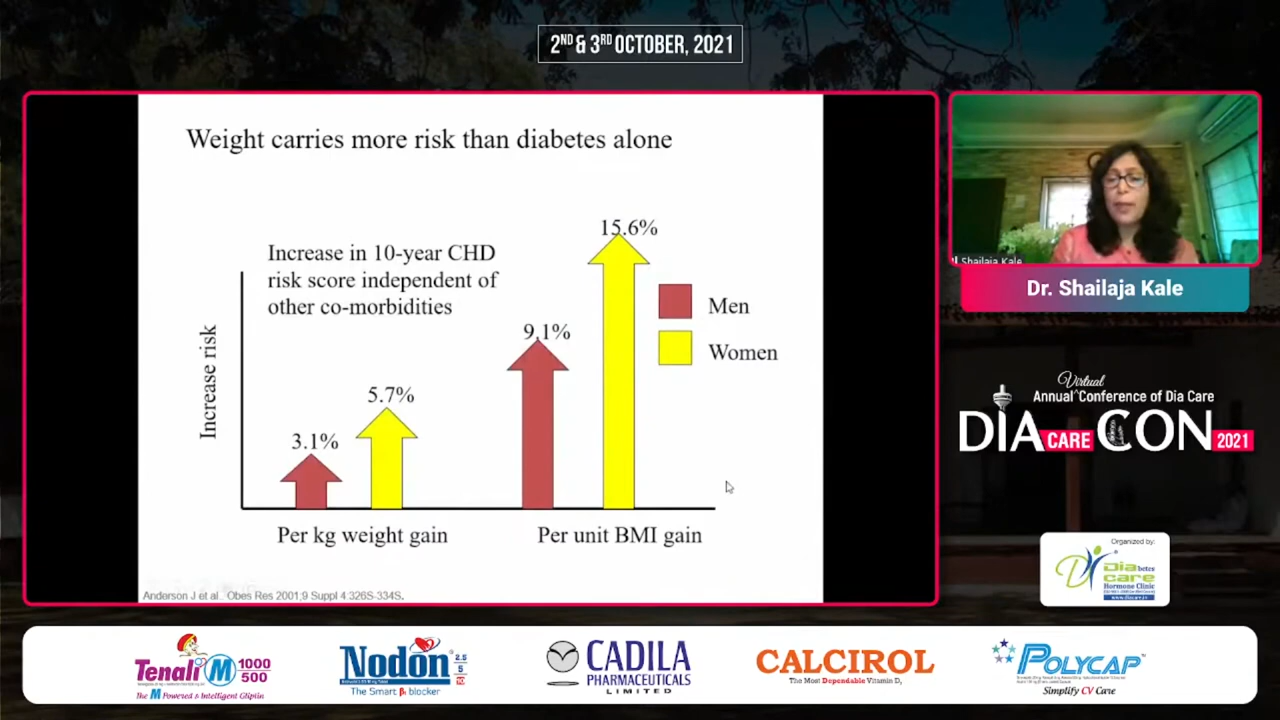 2ND & 3RD OCTOBER, 2021
Weight carries more risk than diabetes alone
Increase in 10-year CHD
risk score independent of
other co-morbidities
Increase risk
3.1%
5.7%
9.1%
15.6%
Men
Women
Per kg weight gain
Per unit BMI gain
Anderson J et al.. Obes Res 2001;9 Suppl 4:326S-334S.
Shailaja Kale
Dr. Shailaja Kale
Virtual
Annual ^ Conference of Dia Care
DIA CARE CON 2021
Organized by:
Diabetes
care
Hormone Clinic
Tenali M 1000
500
The M Powered & Intelligent Gliptin
Nodon 2.5
5
The Smart β blocker
CADILA
PHARMACEUTICALS
LIMITED
CALCIROL
The Most Dependable Vitamin D3
POLYCAP
Simplify CV Care